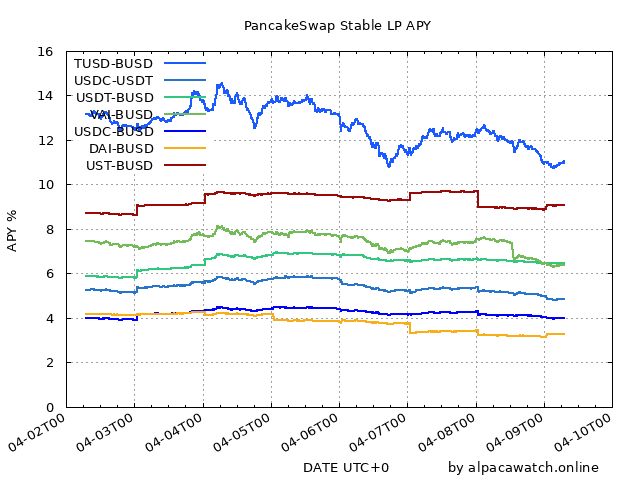 PancakeSwap Stable LP APY
16
14
12
10
8
6
4
2
0
APY %
TUSD-BUSD
USDC-USDT
USDT-BUSD
VAI-BUSD
USDC-BUSD
DAI-BUSD
UST-BUSD
04-02T00
04-03T00
04-04T00
04-05T00
04-06T00
04-07T00
04-08T00
04-09T00
04-10T00
DATE UTC+0
by alpacawatch.online